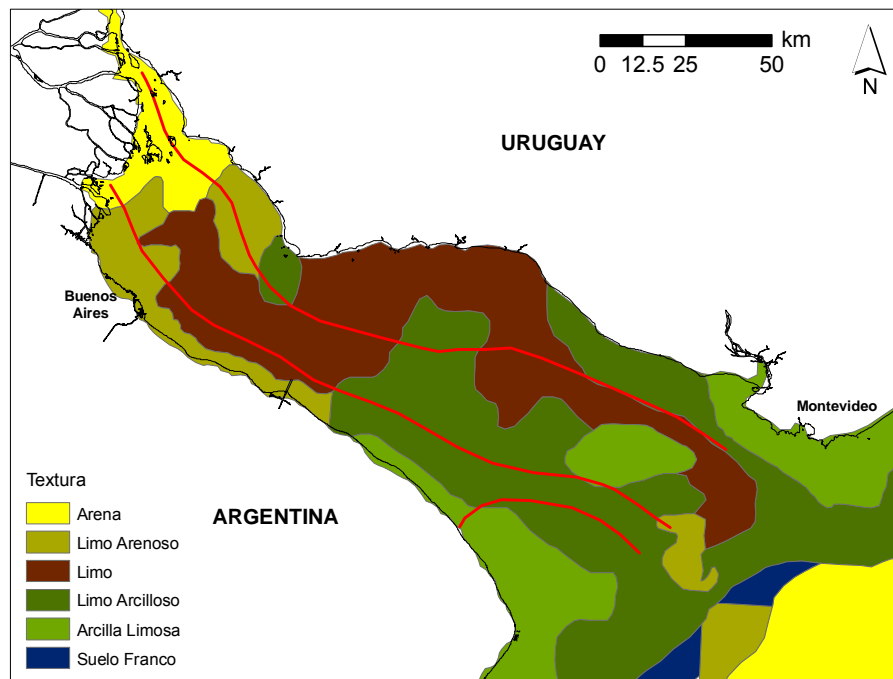 km
0 12.5 25 50
N
URUGUAY
Buenos
Aires
Montevideo
Textura
ARGENTINA
Arena
Limo Arenoso
Limo
Limo Arcilloso
Arcilla Limosa
Suelo Franco